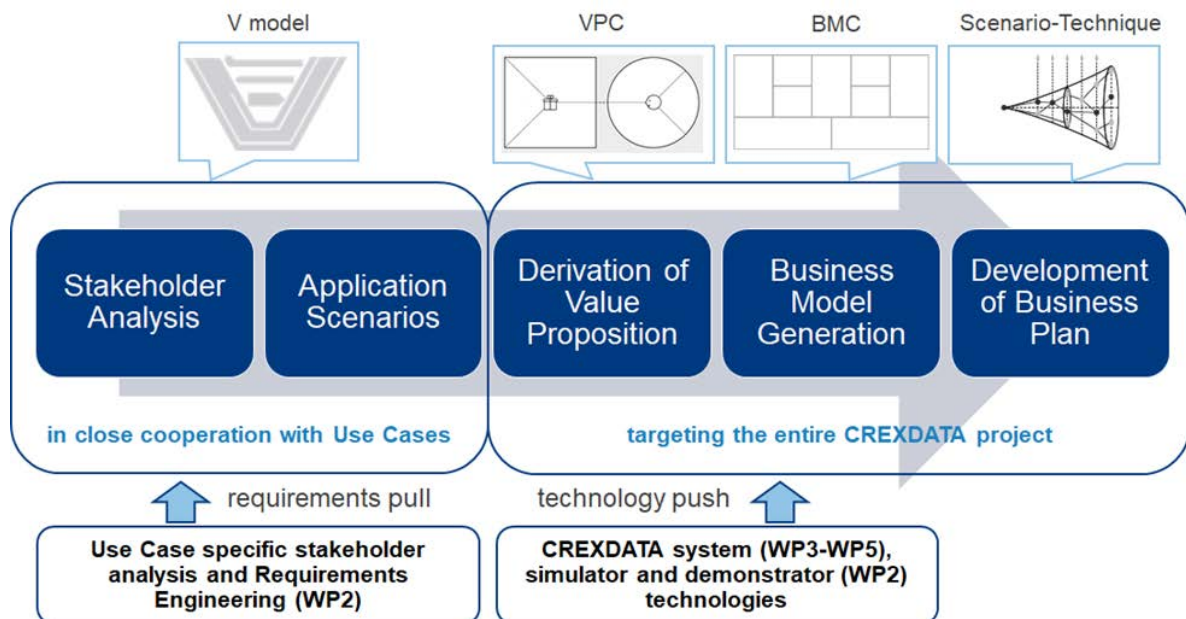 V model
VPC
BMC
Scenario-Technique
Stakeholder
Analysis
Application
Scenarios
Derivation of
Value
Proposition
Business
Model
Generation
Development
of Business
Plan
in close cooperation with Use Cases
targeting the entire CREXDATA project
requirements pull
technology push
Use Case specific stakeholder
analysis and Requirements
Engineering (WP2)
CREXDATA system (WP3-WP5),
simulator and demonstrator (WP2)
technologies